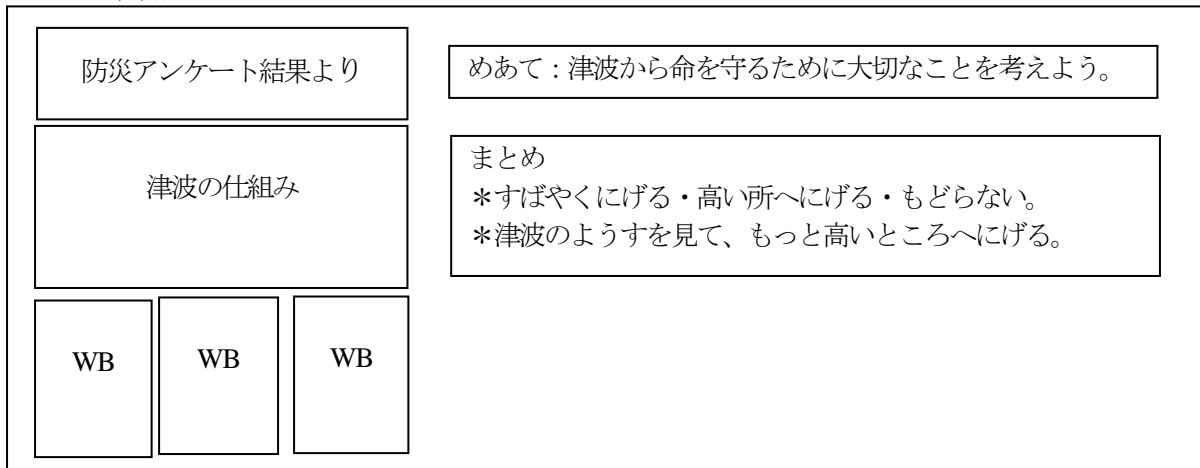 防災アンケート結果より
めあて：津波から命を守るために大切なことを考えよう。
津波の仕組み
まとめ
＊すばやくにげる・高い所へにげる・もどらない。
＊津波のようすを見て、もっと高いところへにげる。
WB
WB
WB